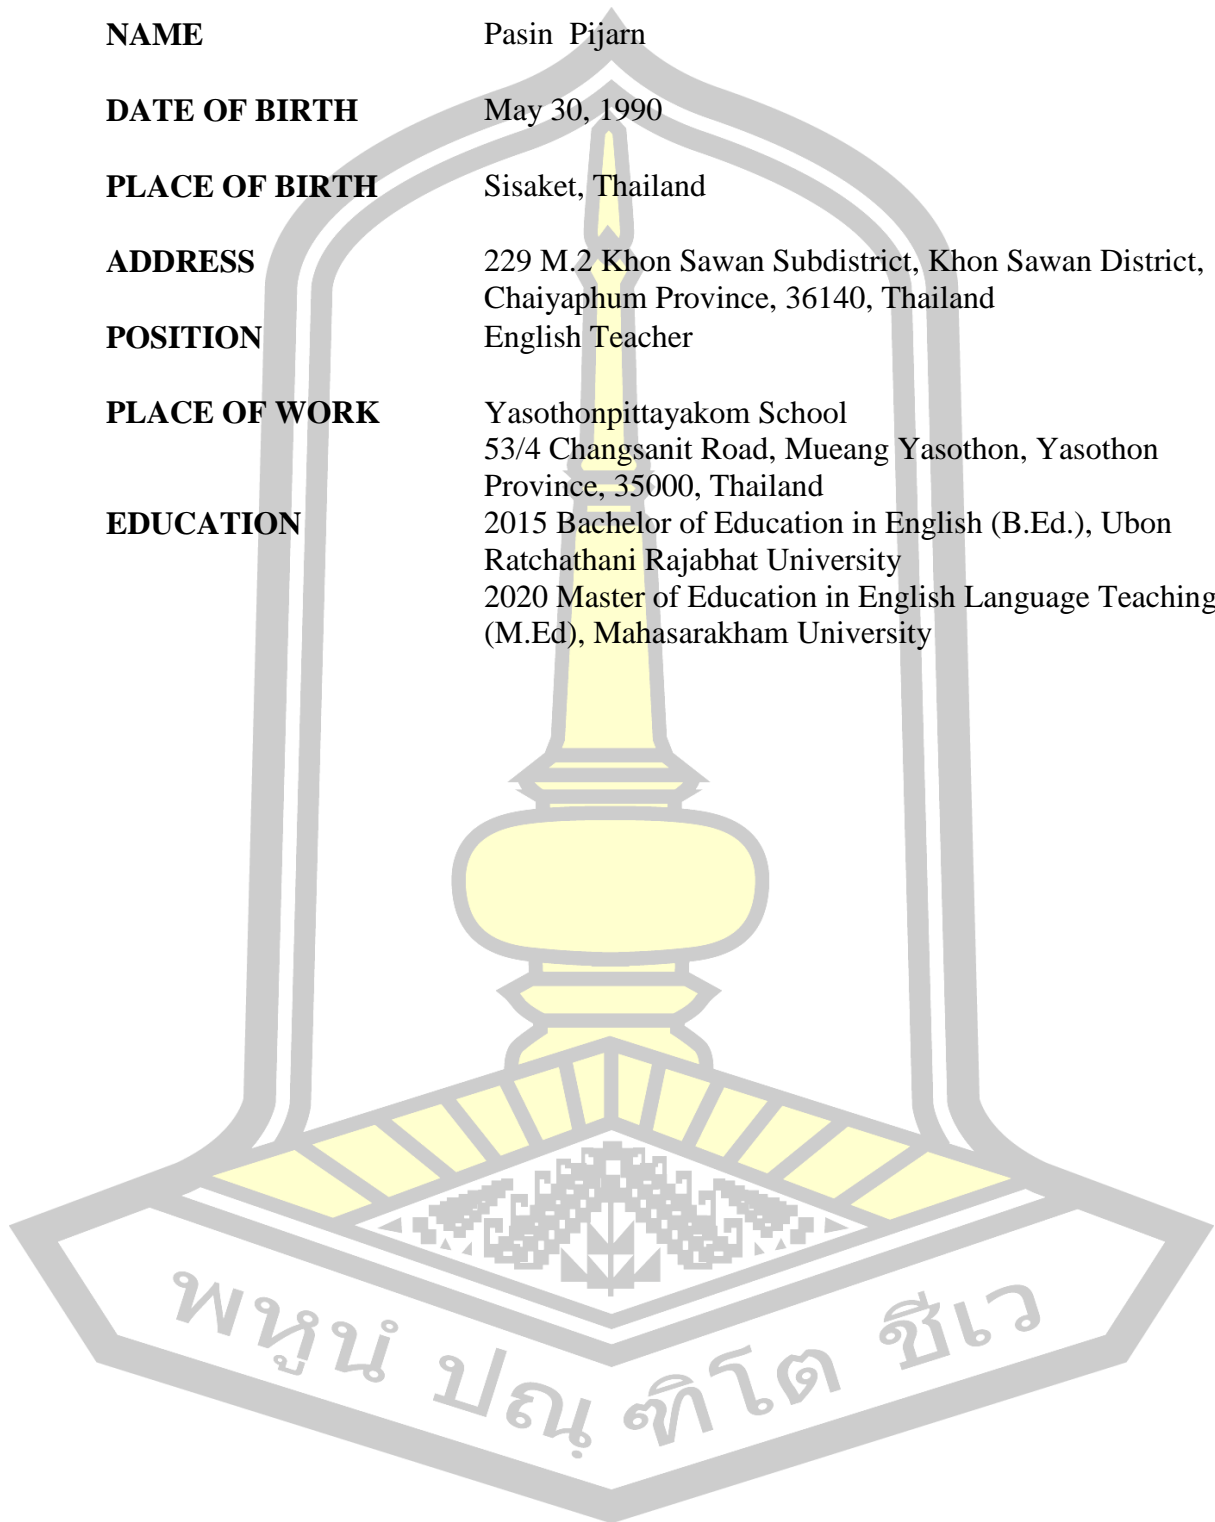 NAME Pasin Pijarn
DATE OF BIRTH May 30, 1990
PLACE OF BIRTH Sisaket, Thailand
ADDRESS 229 M.2 Khon Sawan Subdistrict, Khon Sawan District,
Chaiyaphum Province, 36140, Thailand
POSITION English Teacher
PLACE OF WORK Yasothonpittayakom School
53/4 Changsanit Road, Mueang Yasothon, Yasothon
Province, 35000, Thailand
EDUCATION 2015 Bachelor of Education in English (B.Ed.), Ubon
Ratchathani Rajabhat University
2020 Master of Education in English Language Teaching
(M.Ed), Mahasarakham University
พหูนํ ปณฺ ฑิโต ชีเว